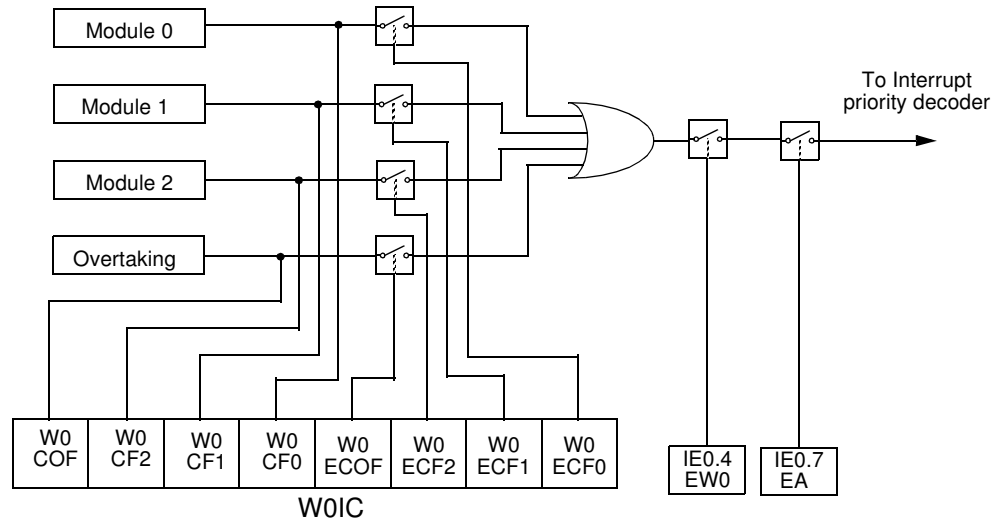 Module 0
Module 1
Module 2
Overtaking
To Interrupt
priority decoder
W0
COF
W0
CF2
W0
CF1
W0
CF0
W0
ECOF
W0
ECF2
W0
ECF1
W0
ECF0
W0IC
IE0.4
EW0
IE0.7
EA